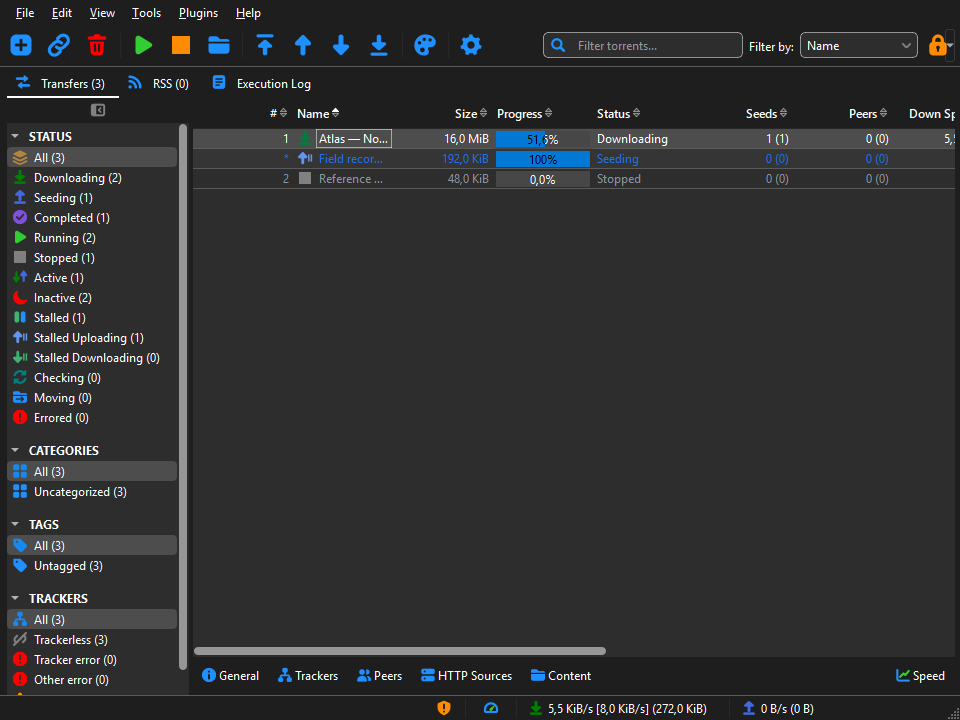 File Edit View Tools Plugins Help
Filter torrents... Filter by: Name
Transfers (3) RSS (0) Execution Log
# Name Size Progress Status Seeds Peers Down Sp
STATUS
All (3)
Downloading (2)
Seeding (1)
Completed (1)
Running (2)
Stopped (1)
Active (1)
Inactive (2)
Stalled (1)
Stalled Uploading (1)
Stalled Downloading (0)
Checking (0)
Moving (0)
Errored (0)
CATEGORIES
All (3)
Uncategorized (3)
TAGS
All (3)
Untagged (3)
TRACKERS
All (3)
Trackerless (3)
Tracker error (0)
Other error (0)
1 Atlas — No... 16,0 MiB 51,6% Downloading 1 (1) 0 (0) 5,5
* Field recor... 192,0 KiB 100% Seeding 0 (0) 0 (0)
2 Reference ... 48,0 KiB 0,0% Stopped 0 (0) 0 (0)
General Trackers Peers HTTP Sources Content Speed
5,5 KiB/s [8,0 KiB/s] (272,0 KiB) 0 B/s (0 B)